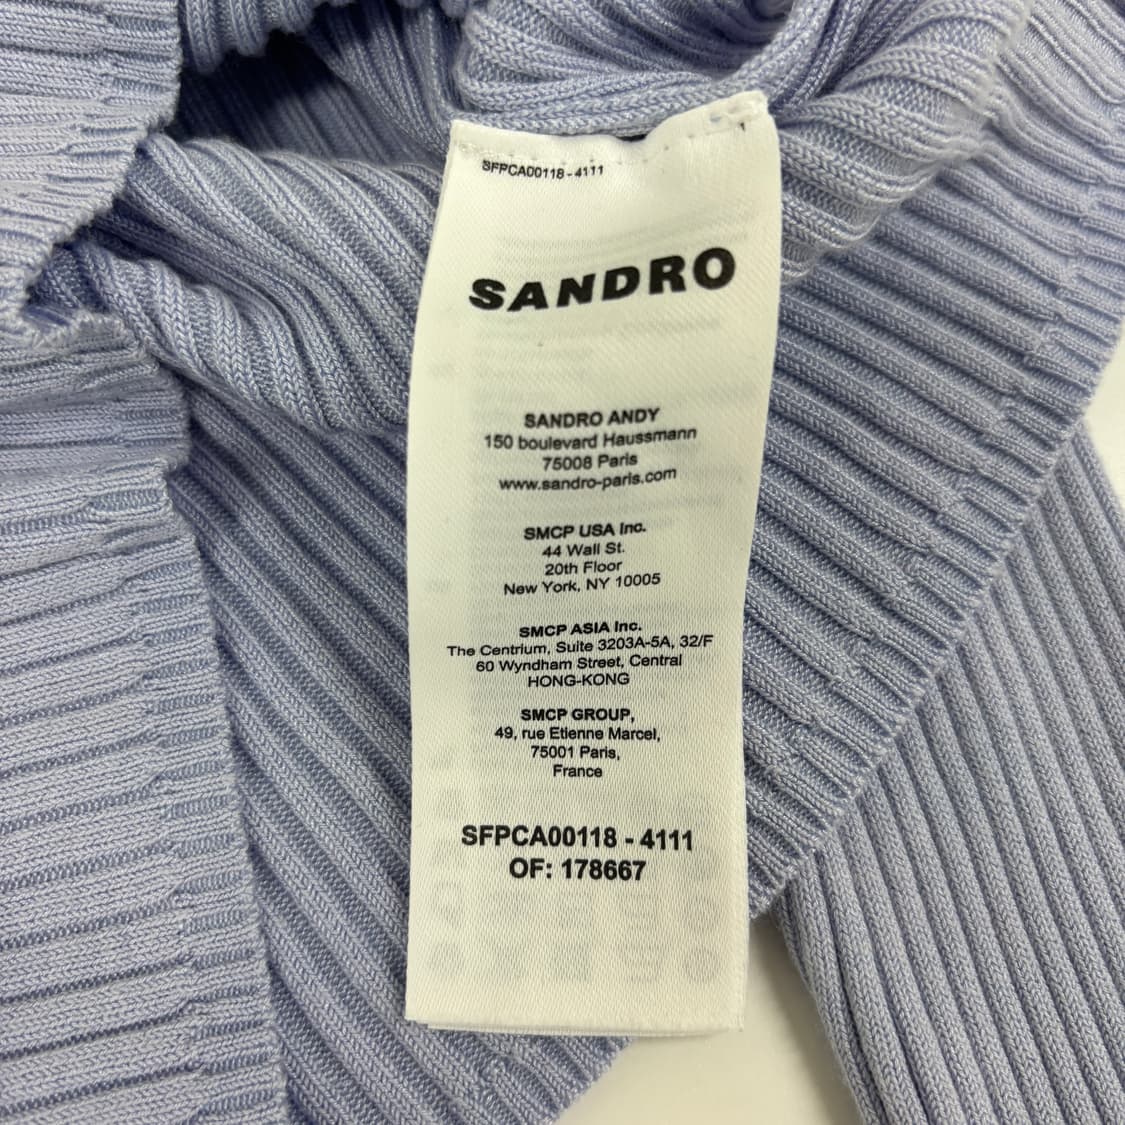 SFPCA00118 - 4111
SANDRO
SANDRO ANDY
150 boulevard Haussmann
75008 Paris
www.sandro-paris.com
SMCP USA Inc.
44 Wall St.
20th Floor
New York, NY 10005
SMCP ASIA Inc.
The Centrium, Suite 3203A-5A, 32/F
60 Wyndham Street, Central
HONG-KONG
SMCP GROUP,
49, rue Etienne Marcel,
75001 Paris,
France
SFPCA00118 - 4111
OF: 178667